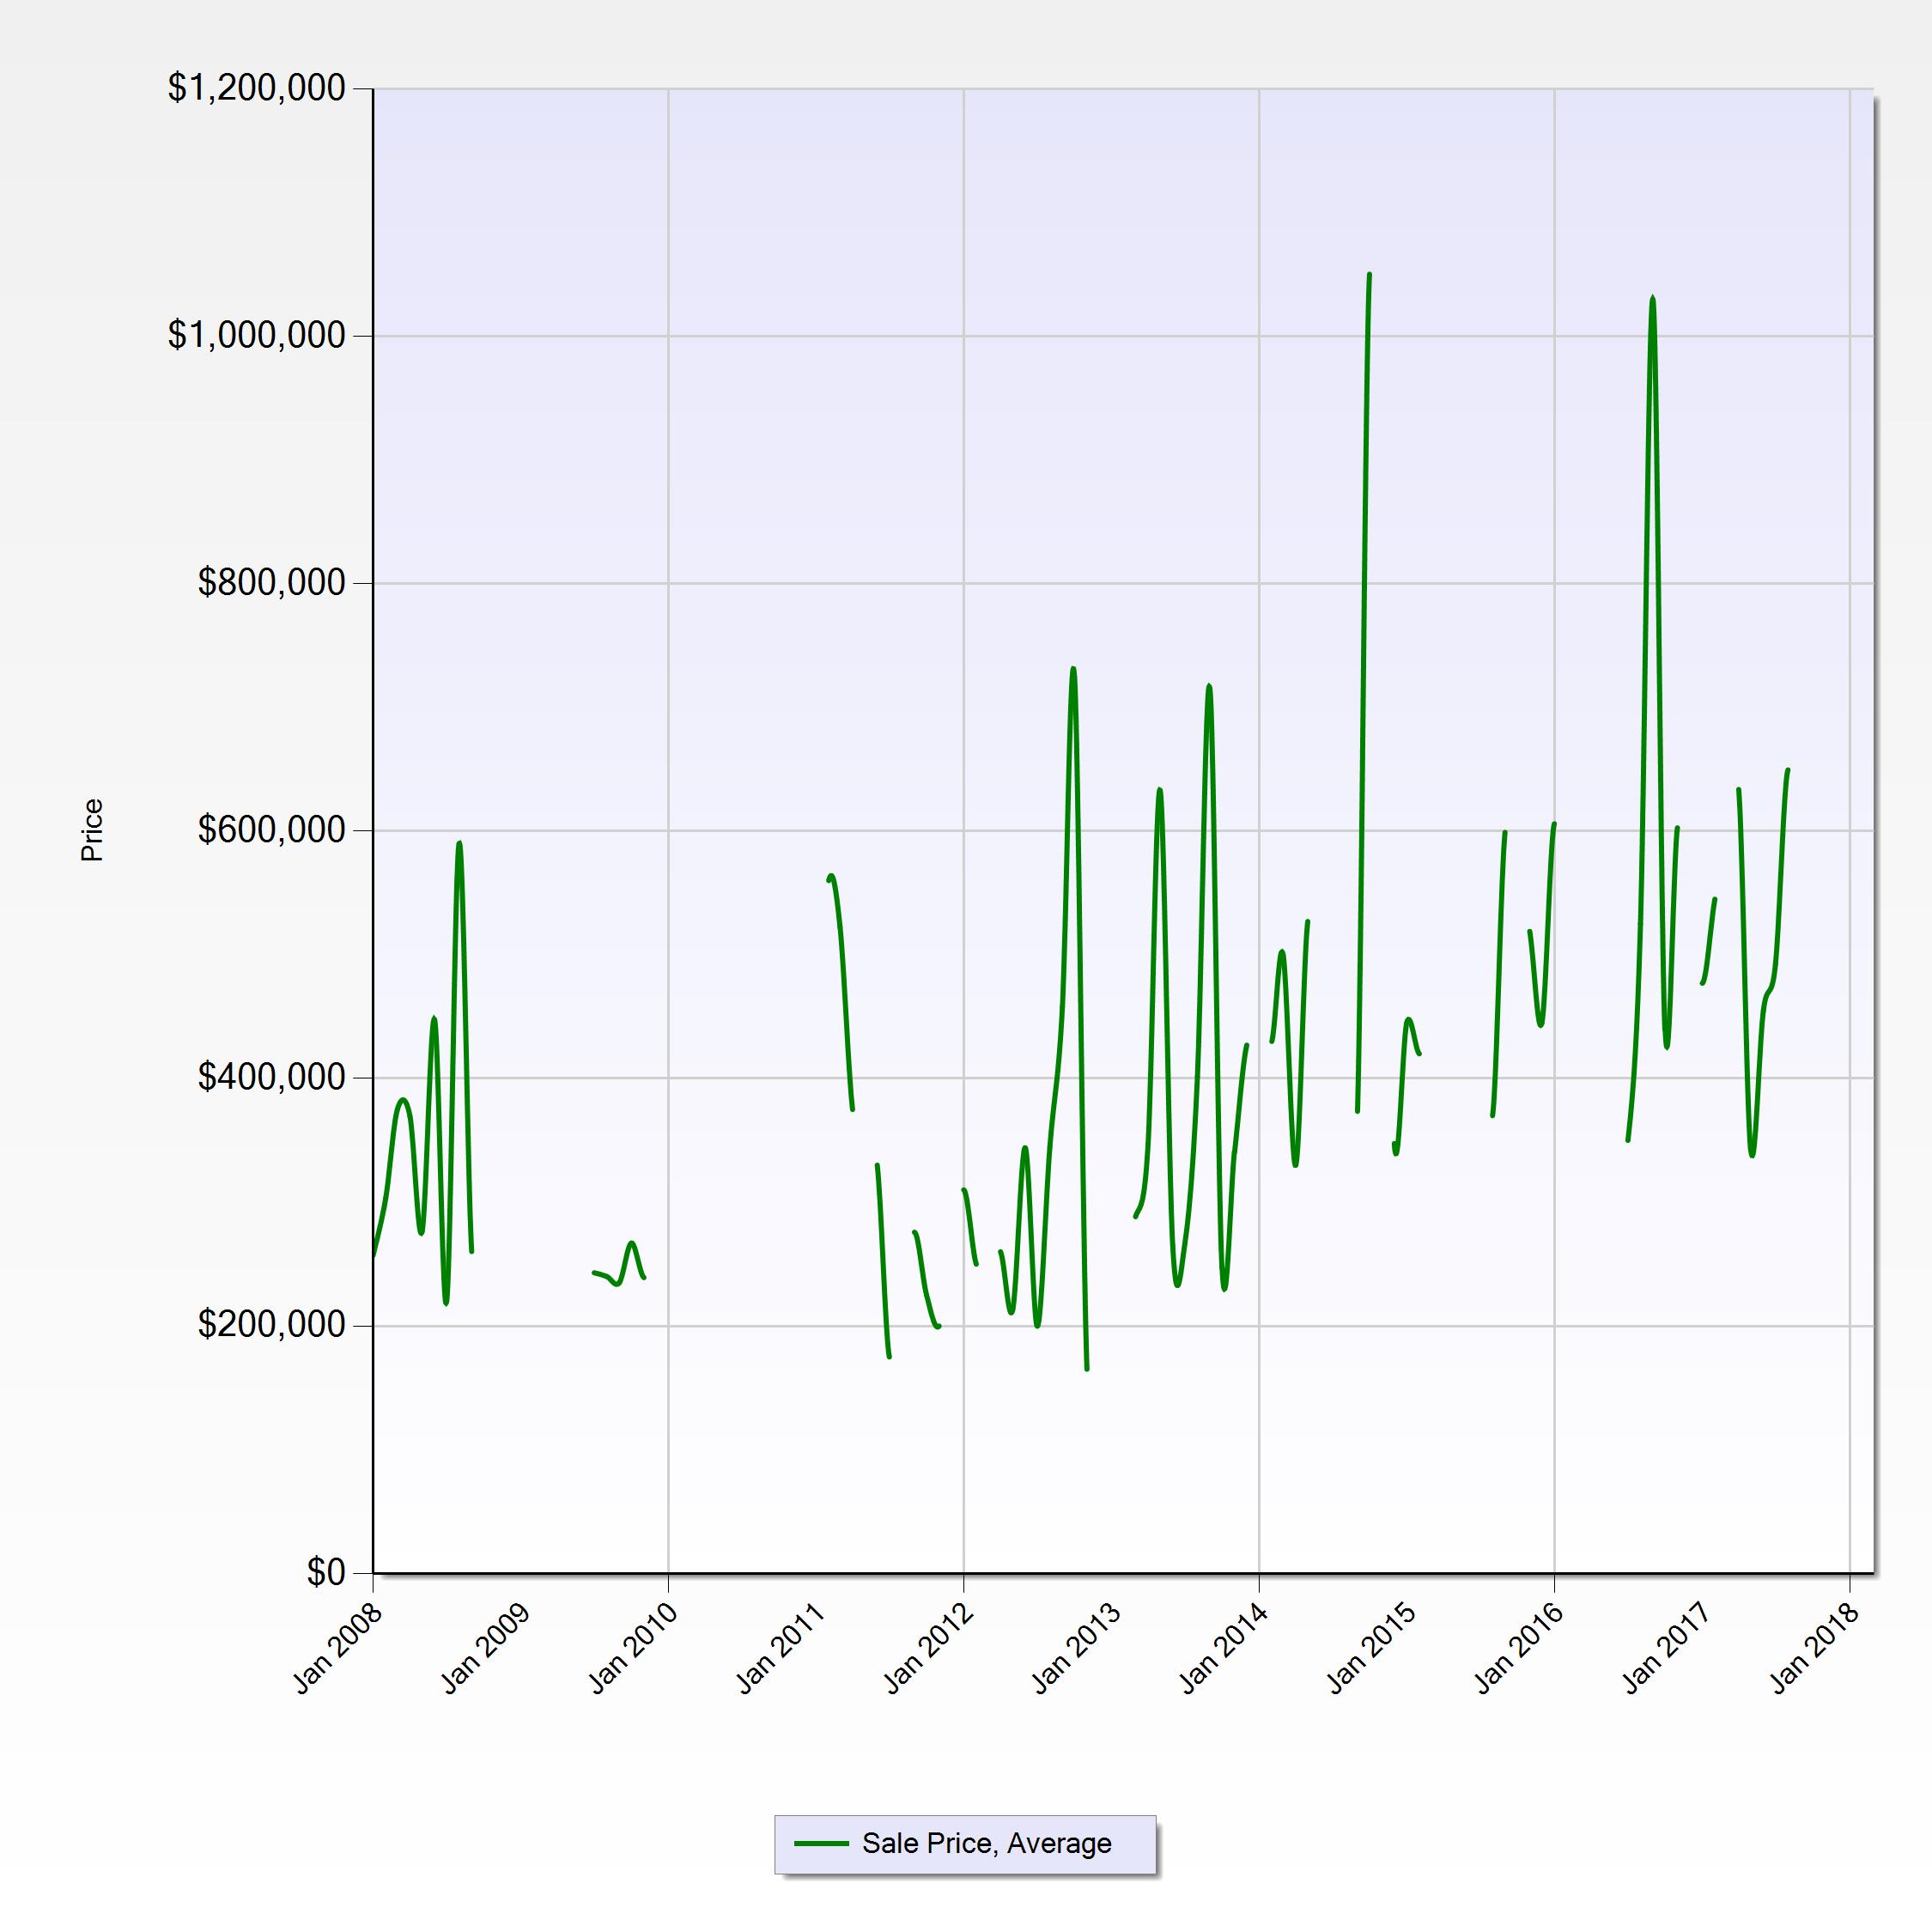 $1,200,000
$1,000,000
$800,000
$600,000
$400,000
$200,000
$0
Price
Jan 2008
Jan 2009
Jan 2010
Jan 2011
Jan 2012
Jan 2013
Jan 2014
Jan 2015
Jan 2016
Jan 2017
Jan 2018
Sale Price, Average